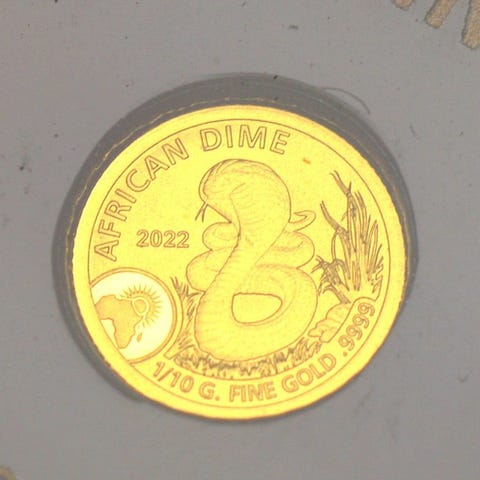 AFRICAN DIME
2022
1/10 G. FINE GOLD .9999